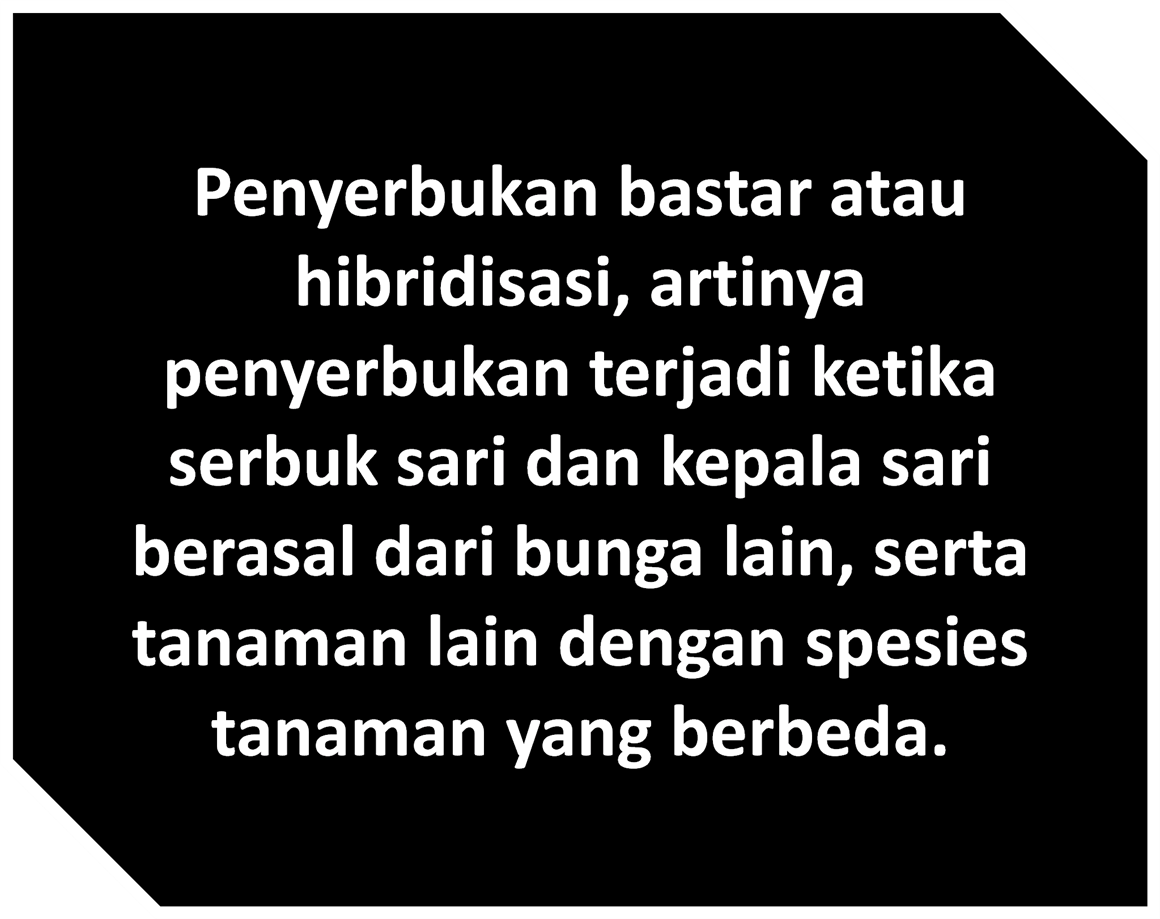 Penyerbukan bastar atau
hibridisasi, artinya
penyerbukan terjadi ketika
serbuk sari dan kepala sari
berasal dari bunga lain, serta
tanaman lain dengan spesies
tanaman yang berbeda.